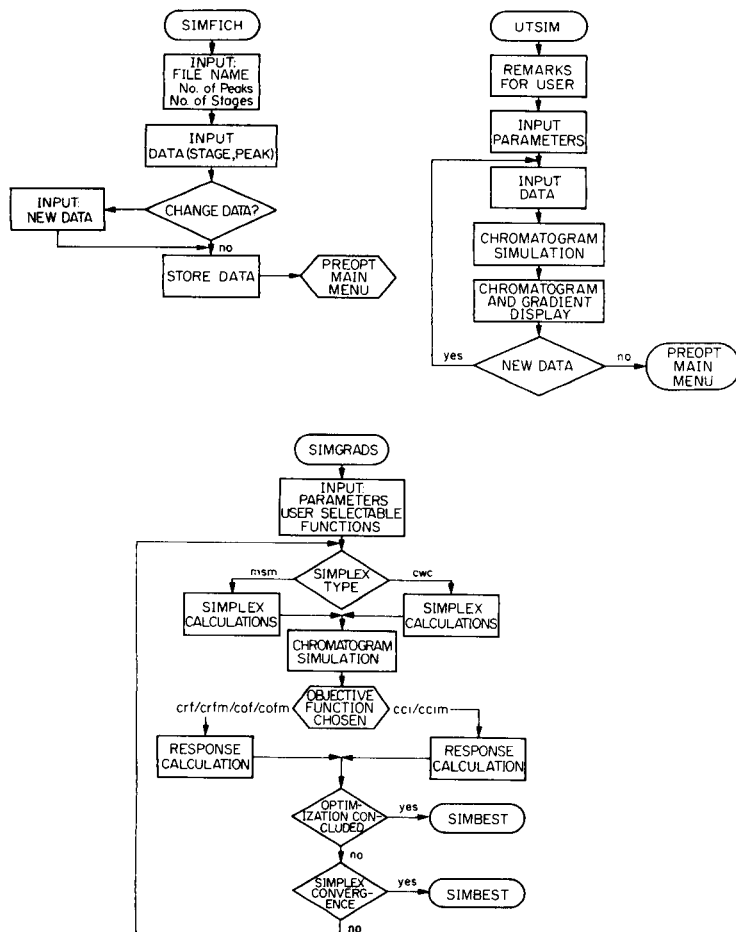 SIMFICH
INPUT:
FILE NAME
No. of Peaks
No. of Stages
INPUT
DATA (STAGE, PEAK)
CHANGE DATA?
INPUT:
NEW DATA
no
STORE DATA
PREOPT
MAIN
MENU
UTSIM
REMARKS
FOR USER
INPUT
PARAMETERS
INPUT
DATA
CHROMATOGRAM
SIMULATION
CHROMATOGRAM
AND GRADIENT
DISPLAY
yes
NEW DATA
no
PREOPT
MAIN
MENU
SIMGRADS
INPUT:
PARAMETERS
USER SELECTABLE
FUNCTIONS
msm
SIMPLEX
TYPE
cwc
SIMPLEX
CALCULATIONS
SIMPLEX
CALCULATIONS
CHROMATOGRAM
SIMULATION
crf/crfm/cof/cofm
OBJECTIVE
FUNCTION
CHOSEN
cci/ccim
RESPONSE
CALCULATION
RESPONSE
CALCULATION
OPTIM-
IZATION CON-
CLUDED
yes
SIMBEST
no
SIMPLEX
CONVERG-
ENCE
yes
SIMBEST
no